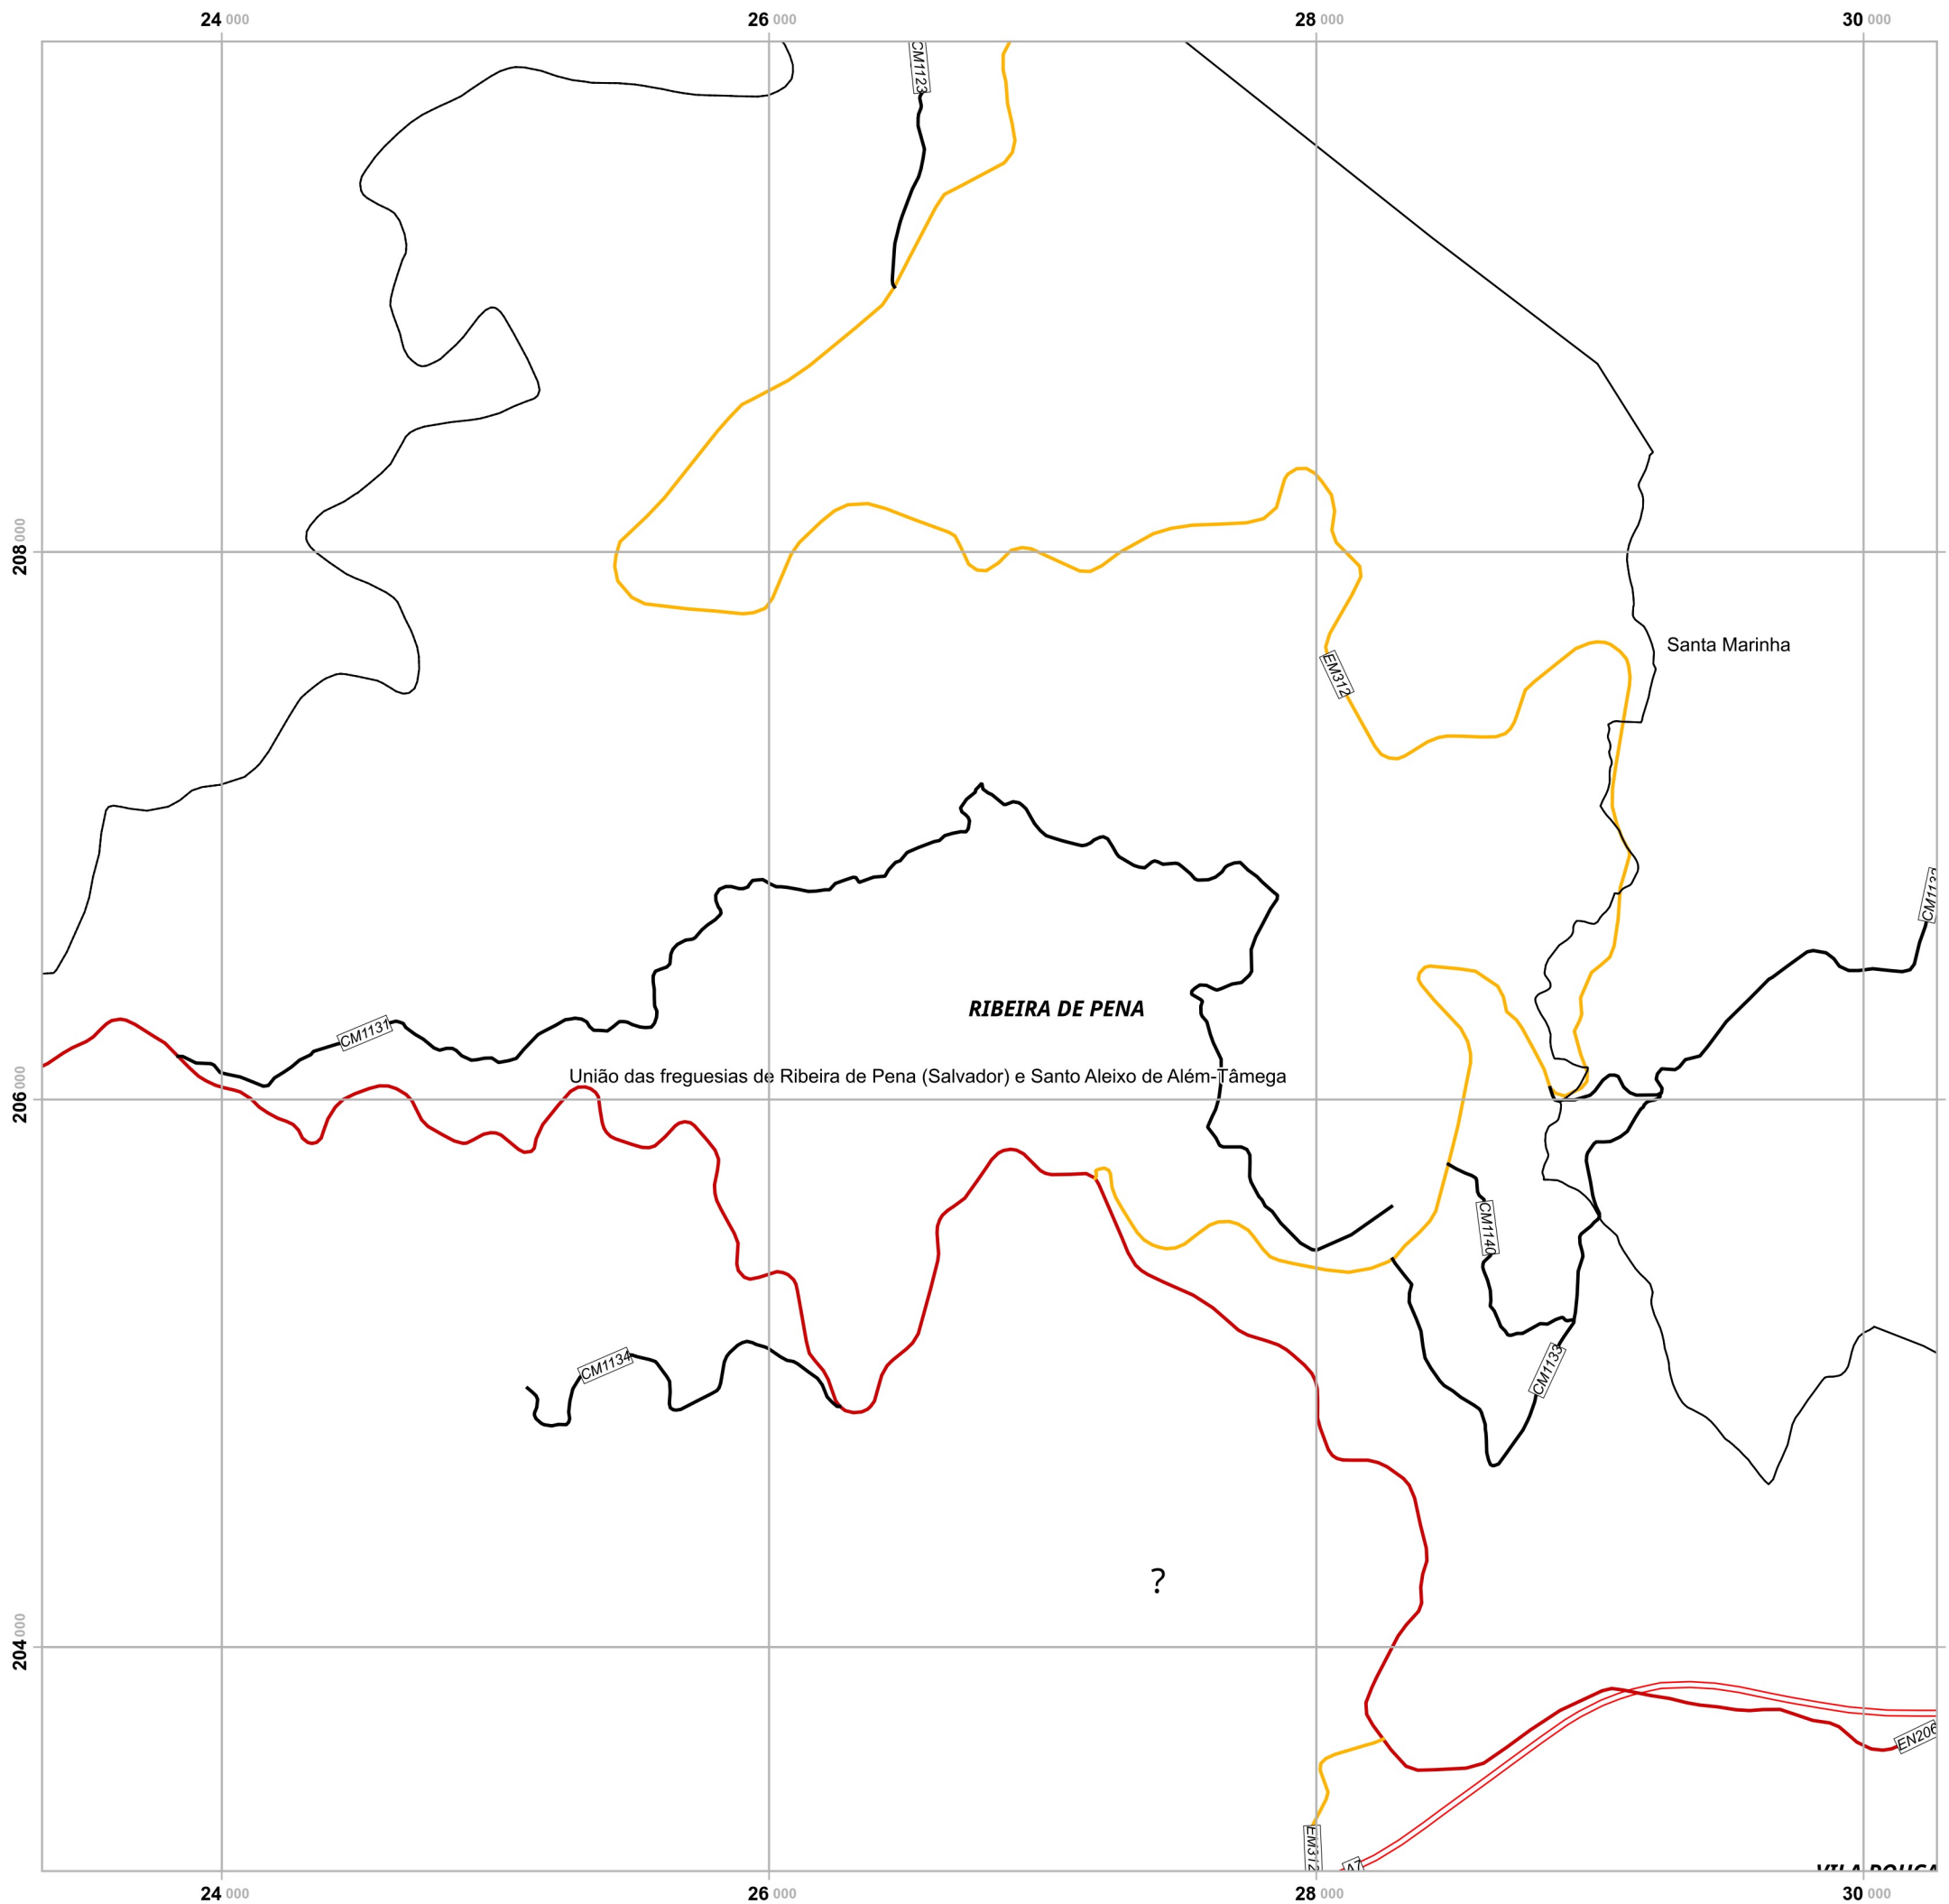 24 000
26 000
28 000
30 000
CM1123
208 000
Santa Marinha
EM312
RIBEIRA DE PENA
CM1131
União das freguesias de Ribeira de Pena (Salvador) e Santo Aleixo de Além-Tâmega
206 000
CM1140
CM1134
CM1133
?
204 000
EN206
EM312
A7
24 000
26 000
28 000
30 000